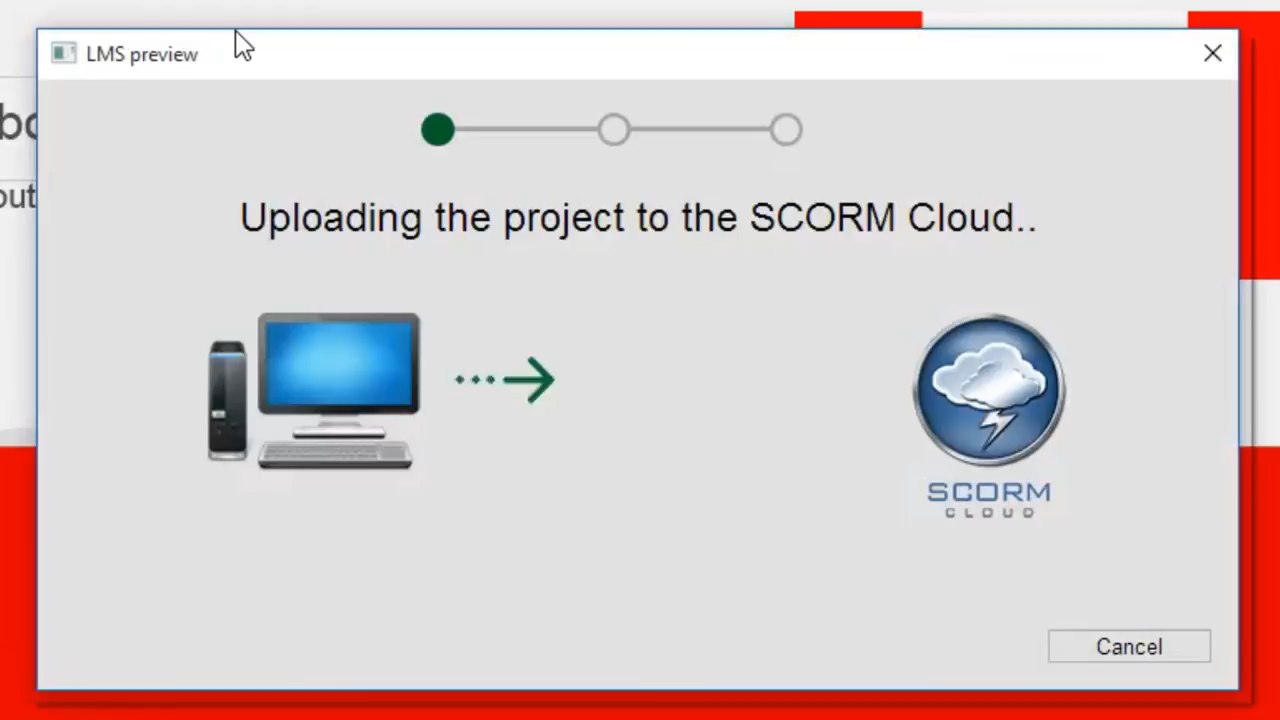 LMS preview
Uploading the project to the SCORM Cloud..
SCORM
CLOUD
Cancel